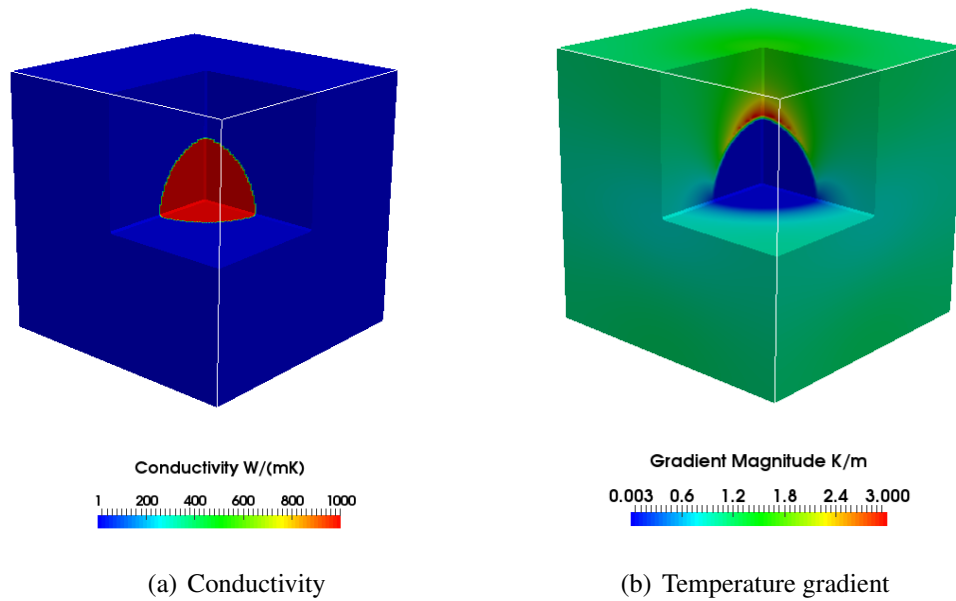 Conductivity W/(mK)
1 200 400 600 800 1000
(a) Conductivity
Gradient Magnitude K/m
0.003 0.6 1.2 1.8 2.4 3.000
(b) Temperature gradient